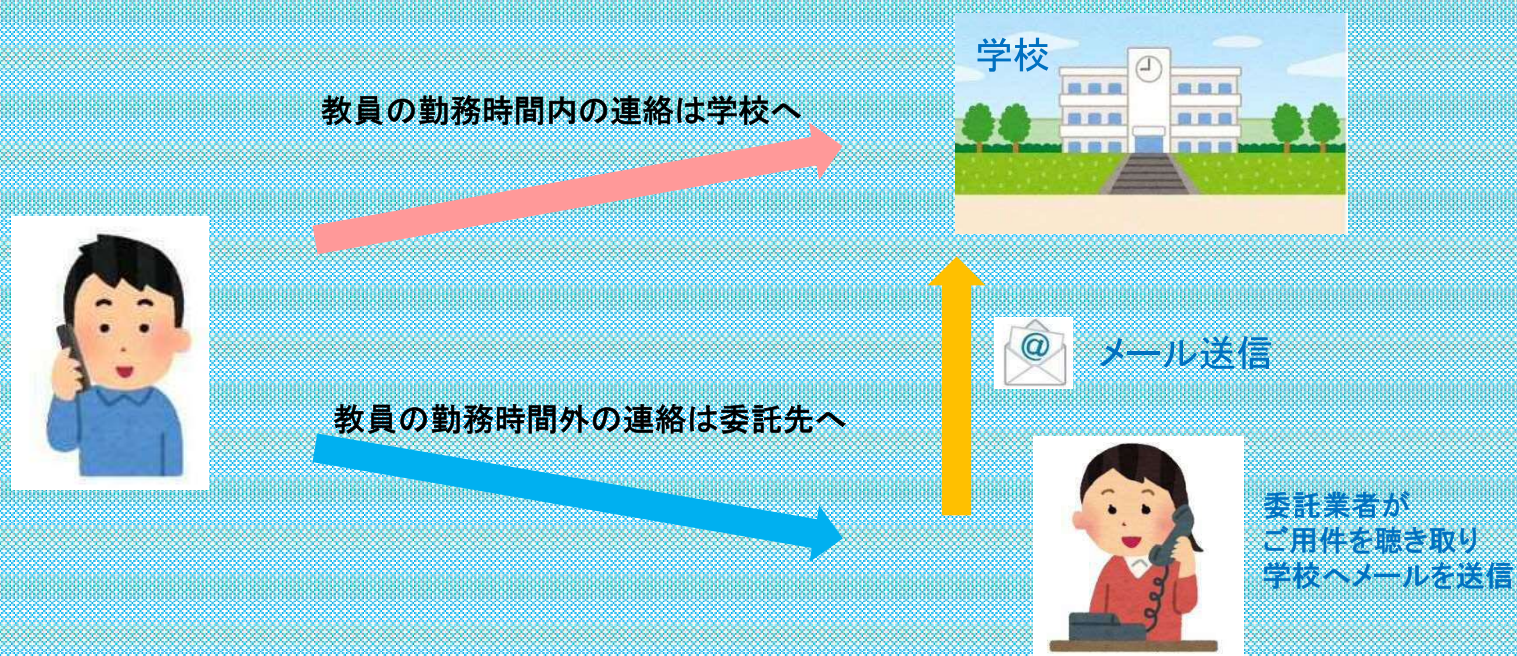 学校
教員の勤務時間内の連絡は学校へ
@
メール送信
教員の勤務時間外の連絡は委託先へ
委託業者が
ご用件を聴き取り
学校へメールを送信